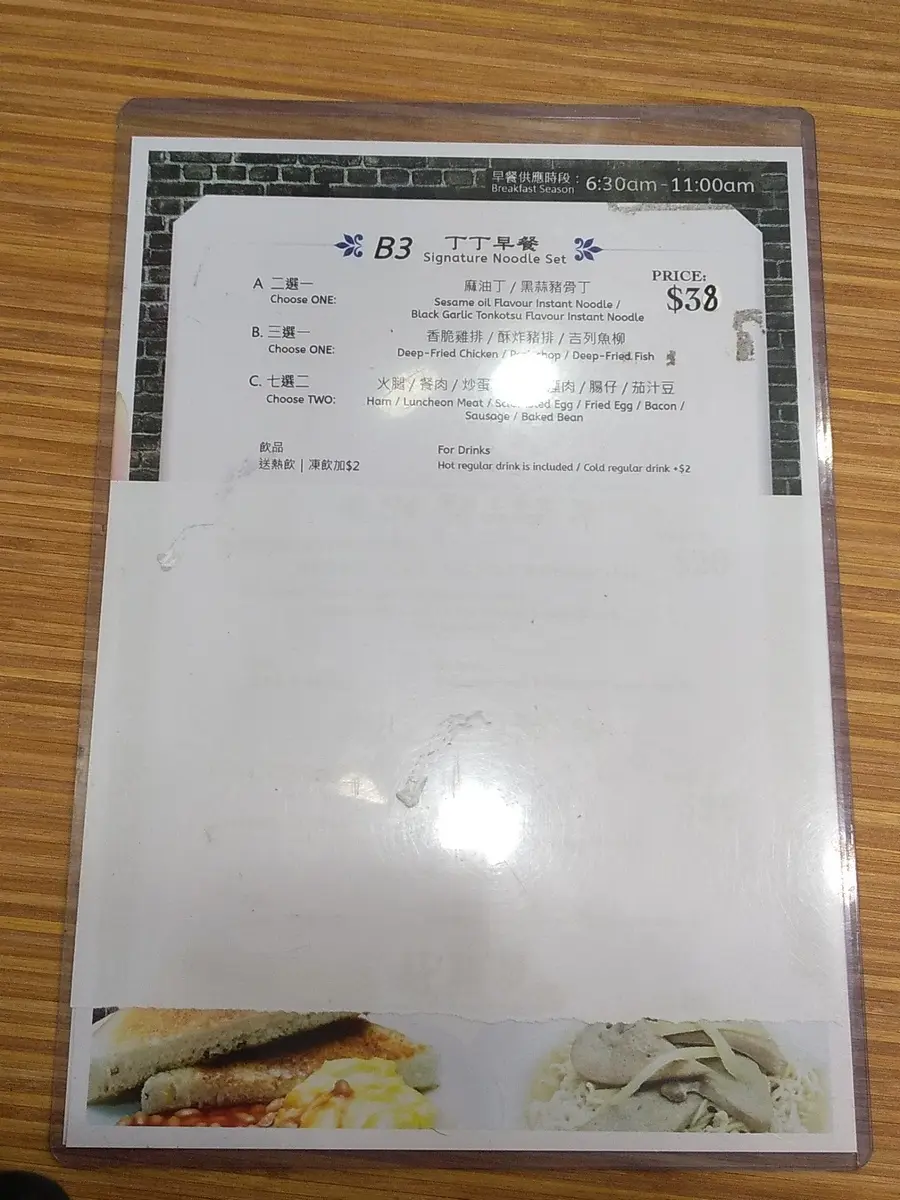 早餐供應時段：
Breakfast Season 6:30am - 11:00am
B3 丁丁早餐
Signature Noodle Set
PRICE:
$38
A 二選一 麻油丁 / 黑蒜豬骨丁
Choose ONE: Sesame oil Flavour Instant Noodle /
Black Garlic Tonkotsu Flavour Instant Noodle
B. 三選一 香脆雞排 / 酥炸豬排 / 吉列魚柳
Choose ONE: Deep-Fried Chicken / / Deep-Fried Fish
C. 七選二 火腿 / 餐肉 / 炒蛋 / 腸仔 / 茄汁豆
Choose TWO: Ham / Luncheon Meat / Egg / Fried Egg / Bacon /
Sausage / Baked Bean
飲品 For Drinks
送熱飲 | 凍飲加$2 Hot regular drink is included / Cold regular drink +$2